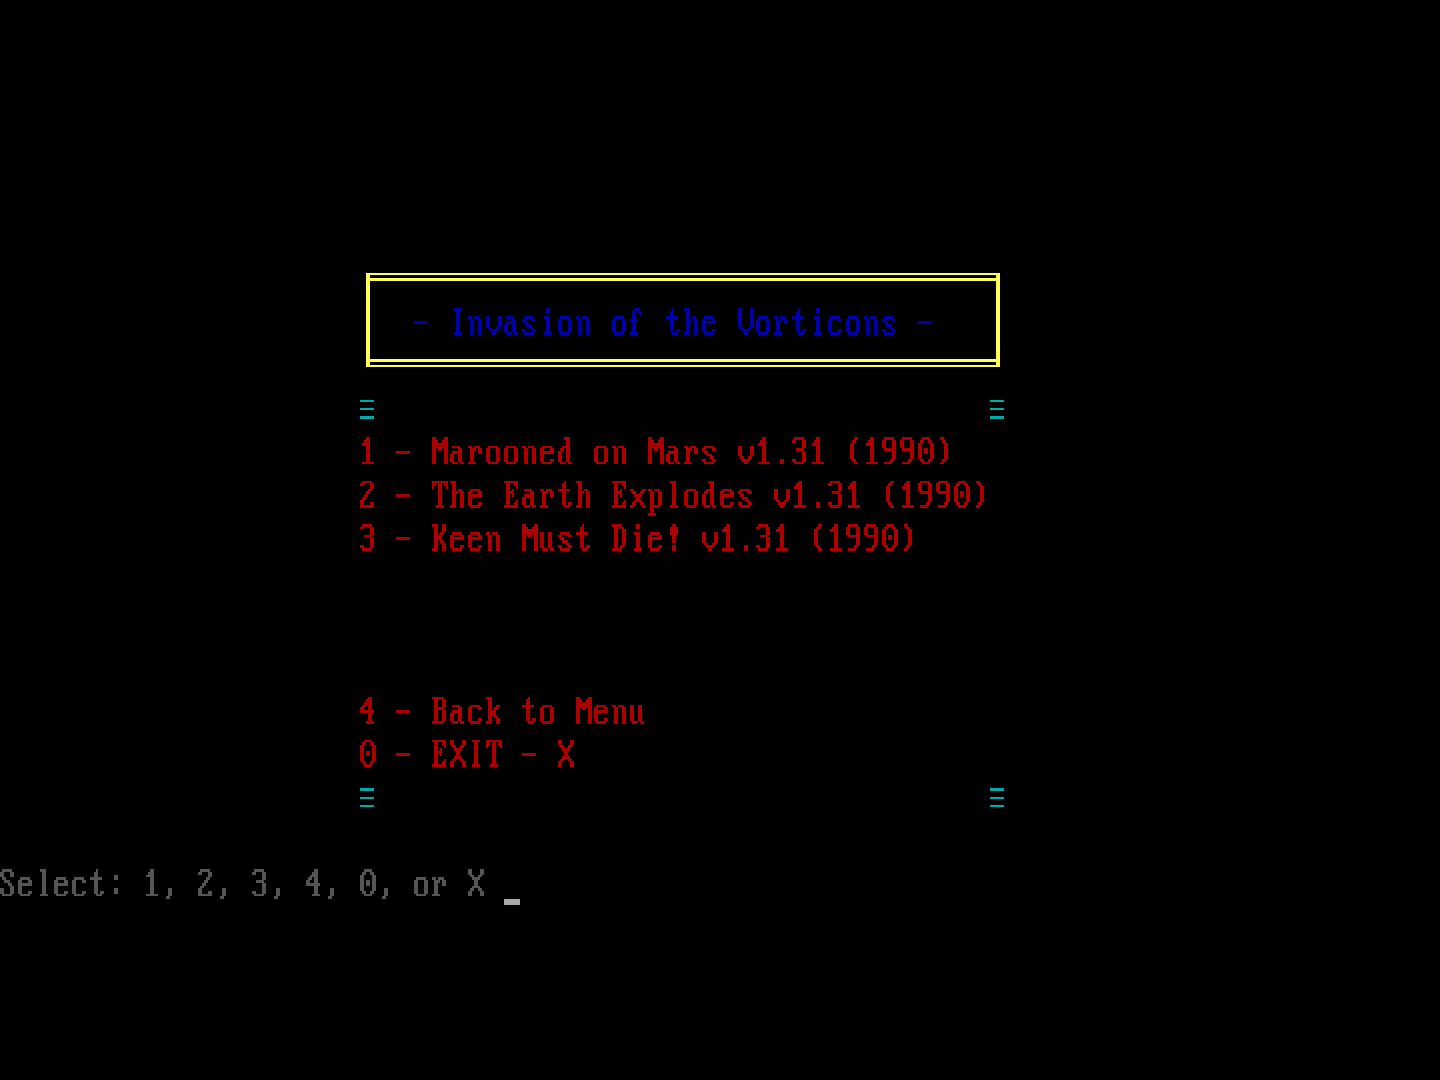 - Invasion of the Vorticons -
1 - Marooned on Mars v1.31 (1990)
2 - The Earth Explodes v1.31 (1990)
3 - Keen Must Die! v1.31 (1990)
4 - Back to Menu
0 - EXIT - X
Select: 1, 2, 3, 4, 0, or X _